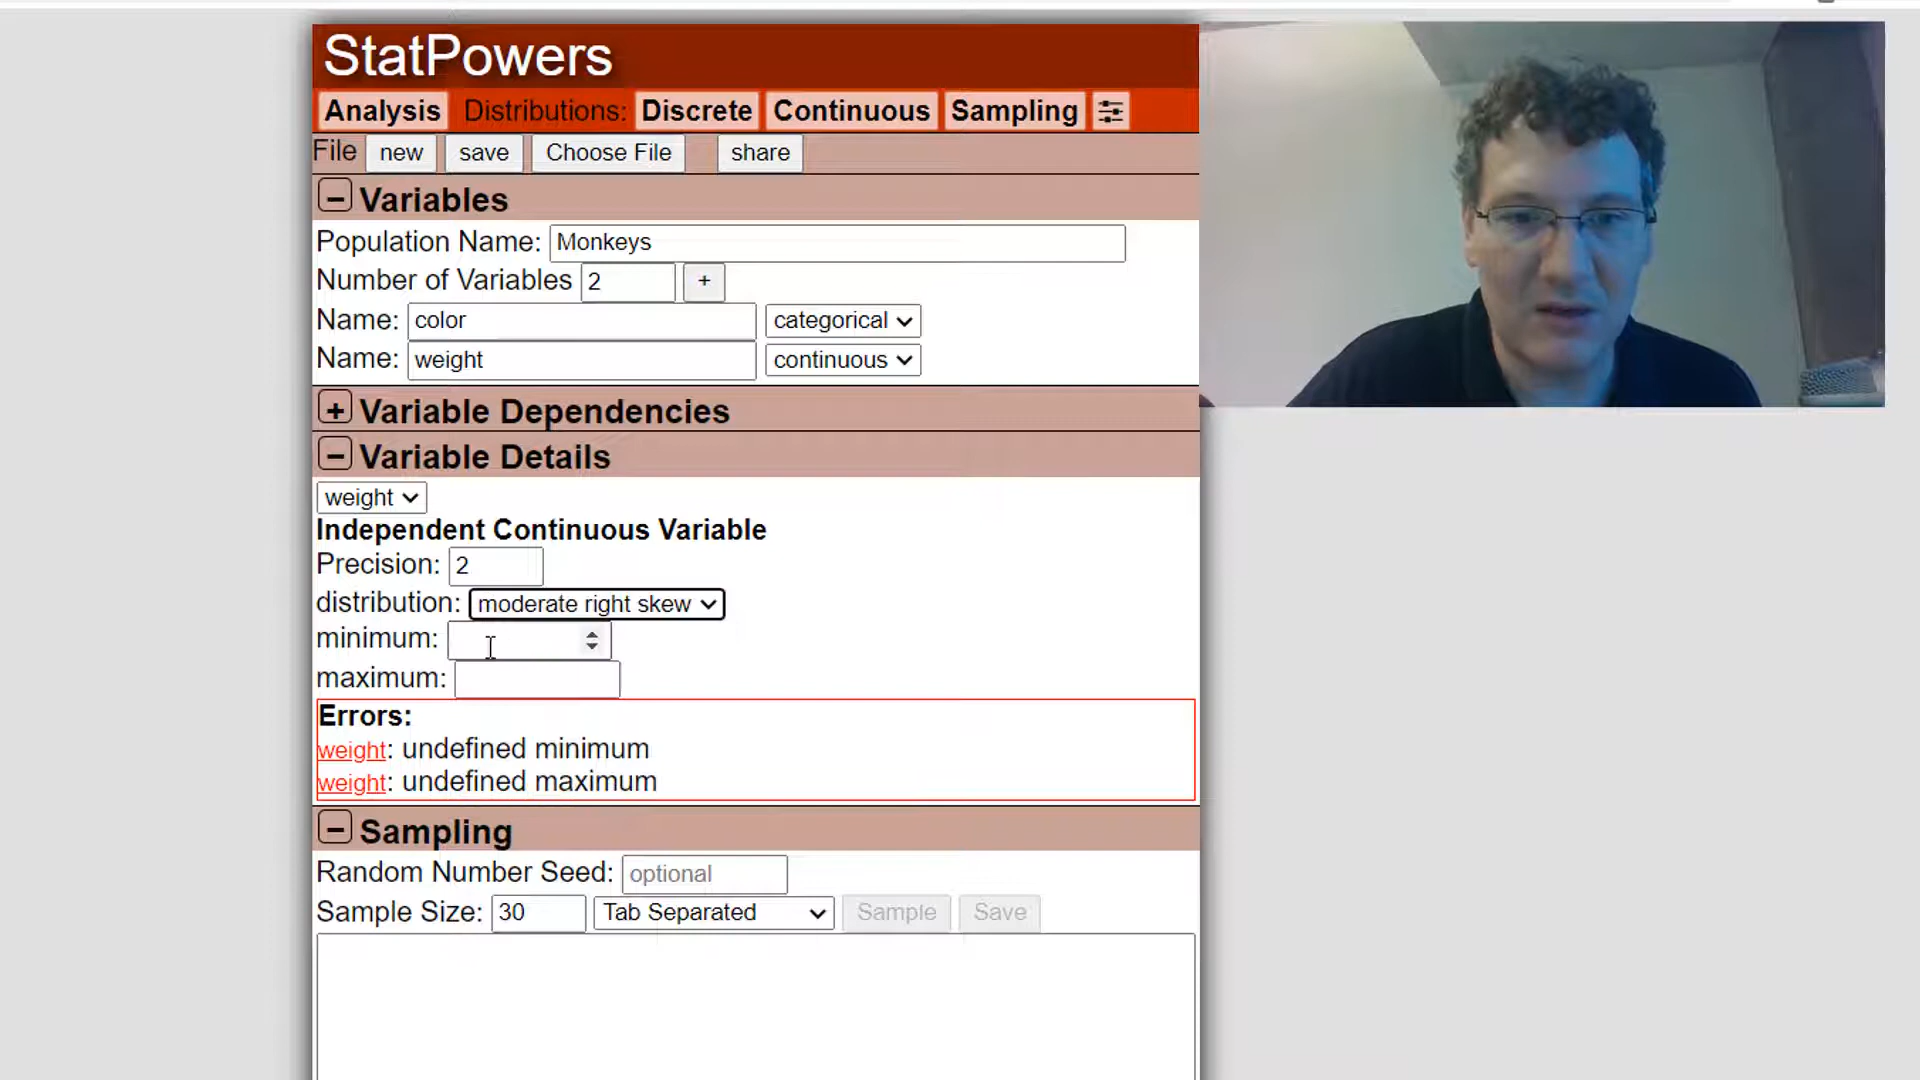 StatPowers
Analysis Distributions: Discrete Continuous Sampling
File new save Choose File share
− Variables
Population Name: Monkeys
Number of Variables 2 +
Name: color categorical
Name: weight continuous
+ Variable Dependencies
− Variable Details
weight
Independent Continuous Variable
Precision: 2
distribution: moderate right skew
minimum:
maximum:
Errors:
weight: undefined minimum
weight: undefined maximum
− Sampling
Random Number Seed: optional
Sample Size: 30 Tab Separated Sample Save